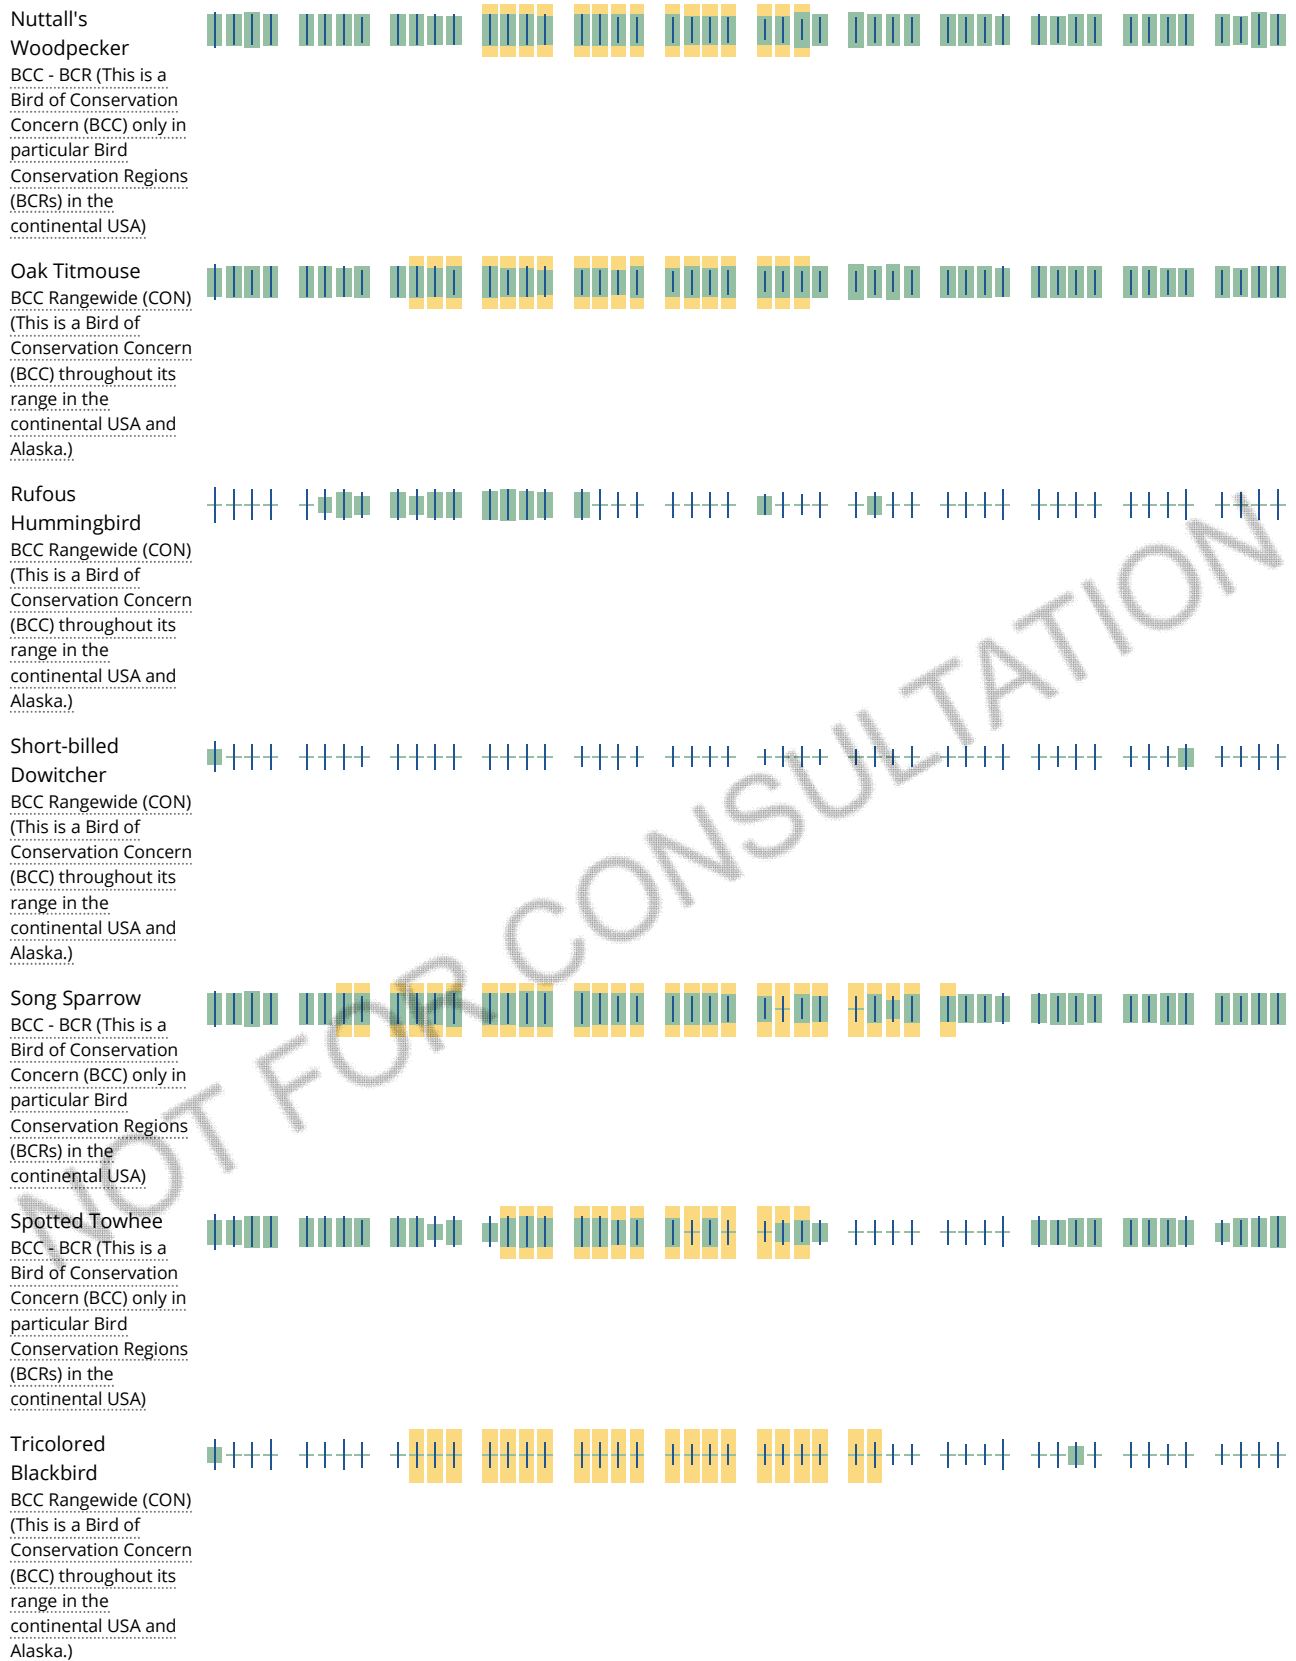 Nuttall's
Woodpecker
BCC - BCR (This is a
Bird of Conservation
Concern (BCC) only in
particular Bird
Conservation Regions
(BCRs) in the
continental USA)
Oak Titmouse
BCC Rangewide (CON)
(This is a Bird of
Conservation Concern
(BCC) throughout its
range in the
continental USA and
Alaska.)
Rufous
Hummingbird
BCC Rangewide (CON)
(This is a Bird of
Conservation Concern
(BCC) throughout its
range in the
continental USA and
Alaska.)
Short-billed
Dowitcher
BCC Rangewide (CON)
(This is a Bird of
Conservation Concern
(BCC) throughout its
range in the
continental USA and
Alaska.)
Song Sparrow
BCC - BCR (This is a
Bird of Conservation
Concern (BCC) only in
particular Bird
Conservation Regions
(BCRs) in the
continental USA)
Spotted Towhee
BCC - BCR (This is a
Bird of Conservation
Concern (BCC) only in
particular Bird
Conservation Regions
(BCRs) in the
continental USA)
Tricolored
Blackbird
BCC Rangewide (CON)
(This is a Bird of
Conservation Concern
(BCC) throughout its
range in the
continental USA and
Alaska.)
NOT FOR CONSULTATION